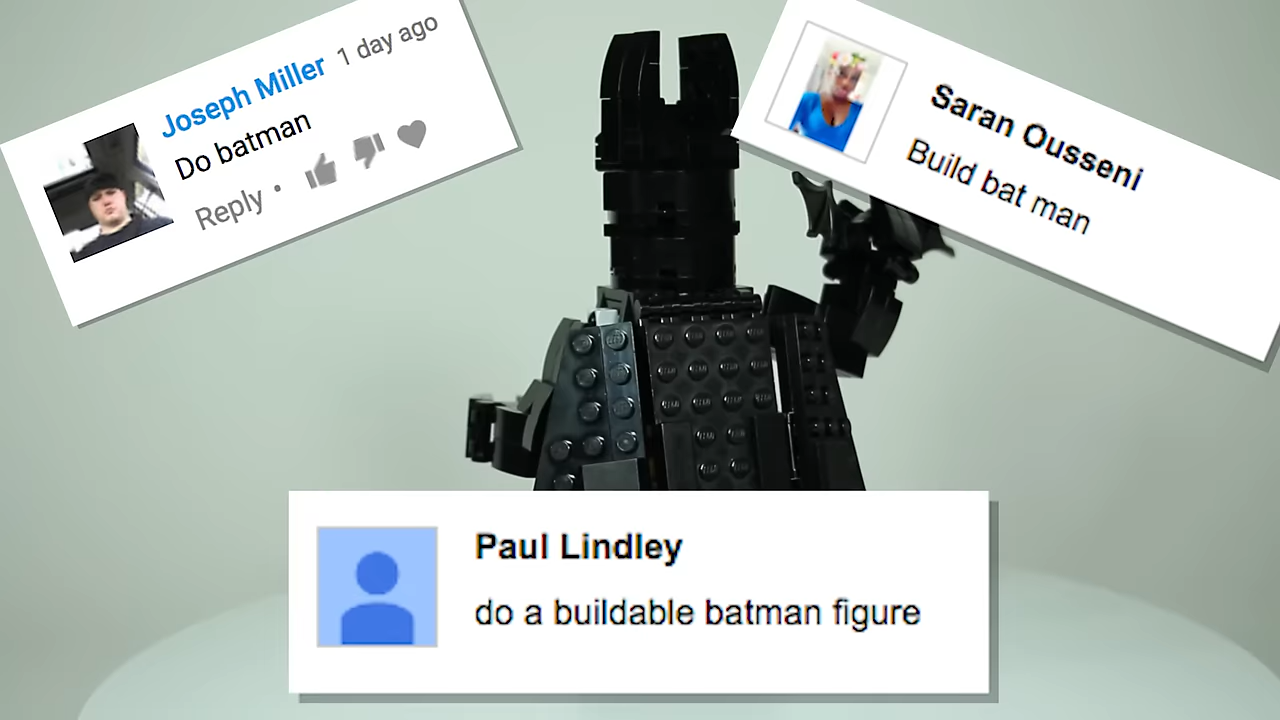 Joseph Miller 1 day ago
Do batman
Reply •
Saran Ousseni
Build bat man
Paul Lindley
do a buildable batman figure